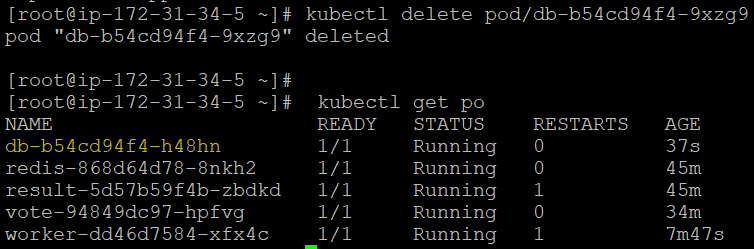 [root@ip-172-31-34-5 ~]# kubectl delete pod/db-b54cd94f4-9xzg9
pod "db-b54cd94f4-9xzg9" deleted
[root@ip-172-31-34-5 ~]#
[root@ip-172-31-34-5 ~]#  kubectl get po
NAME                     READY   STATUS    RESTARTS   AGE
db-b54cd94f4-h48hn       1/1     Running   0          37s
redis-868d64d78-8nkh2    1/1     Running   0          45m
result-5d57b59f4b-zbdkd  1/1     Running   1          45m
vote-94849dc97-hpfvg     1/1     Running   0          34m
worker-dd46d7584-xfx4c   1/1     Running   1          7m47s